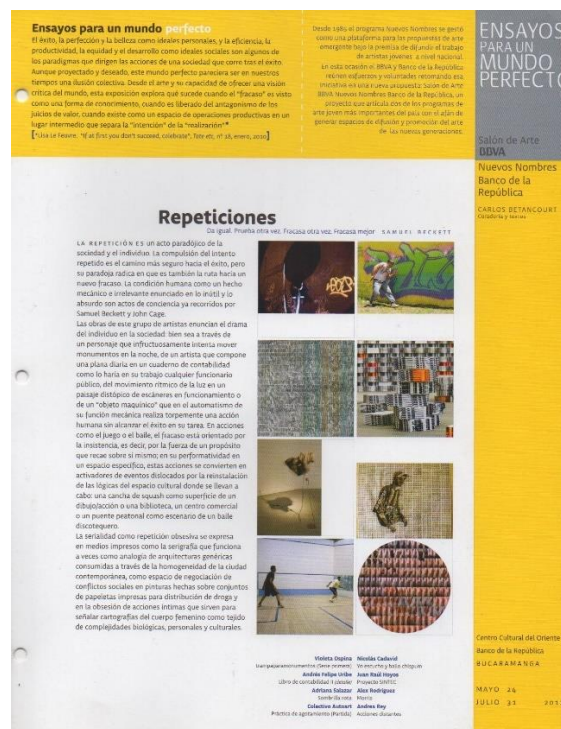 Ensayos para un mundo perfecto
El éxito, la perfección y la belleza como ideales personales, y la eficiencia, la
productividad, la equidad y el desarrollo como ideales sociales son algunos de
los paradigmas que dirigen las acciones de una sociedad que corre tras el éxito.
Aunque proyectado y deseado, este mundo perfecto pareciera ser en nuestros
tiempos una ilusión colectiva. Desde el arte y su capacidad de ofrecer una visión
crítica del mundo, esta exposición explora qué sucede cuando el "fracaso" es visto
como una forma de conocimiento, cuando es liberado del antagonismo de los
juicios de valor, cuando existe como un espacio de operaciones productivas en un
lugar intermedio que separa la "intención" de la "realización"*
[*Lisa Le Feuvre. "If at first you don't succeed, celebrate", Tate etc, nº 18, enero, 2010]
Desde 1985 el programa Nuevos Nombres se gestó
como una plataforma para las propuestas de arte
emergente bajo la premisa de difundir el trabajo
de artistas jóvenes a nivel nacional.
En esta ocasión el BBVA y Banco de la República
reúnen esfuerzos y voluntades retomando esa
iniciativa en una nueva propuesta: Salón de Arte
BBVA Nuevos Nombres Banco de la República, un
proyecto que articula dos de los programas de
arte joven más importantes del país con el afán de
generar espacios de difusión y promoción del arte
de las nuevas generaciones.
ENSAYOS
PARA UN
MUNDO
PERFECTO
Salón de Arte
BBVA
Nuevos Nombres
Banco de la
República
CARLOS BETANCOURT
Curaduría y textos
Repeticiones
Da igual. Prueba otra vez. Fracasa otra vez. Fracasa mejor SAMUEL BECKETT
LA REPETICIÓN ES un acto paradójico de la
sociedad y el individuo. La compulsión del intento
repetido es el camino más seguro hacia el éxito, pero
su paradoja radica en que es también la ruta hacia un
nuevo fracaso. La condición humana como un hecho
mecánico e irrelevante enunciado en lo inútil y lo
absurdo son actos de conciencia ya recorridos por
Samuel Beckett y John Cage.
Las obras de este grupo de artistas enuncian el drama
del individuo en la sociedad: bien sea a través de
un personaje que infructuosamente intenta mover
monumentos en la noche, de un artista que compone
una plana diaria en un cuaderno de contabilidad
como lo haría en su trabajo cualquier funcionario
público, del movimiento rítmico de la luz en un
paisaje distópico de escáneres en funcionamiento o
de un "objeto maquínico" que en el automatismo de
su función mecánica realiza torpemente una acción
humana sin alcanzar el éxito en su tarea. En acciones
como el juego o el baile, el fracaso está orientado por
la insistencia, es decir, por la fuerza de un propósito
que recae sobre sí mismo; en su performatividad en
un espacio específico, estas acciones se convierten en
activadores de eventos dislocados por la reinstalación
de las lógicas del espacio cultural donde se llevan a
cabo: una cancha de squash como superficie de un
dibujo/acción o una biblioteca, un centro comercial
o un puente peatonal como escenario de un baile
discotequero.
La serialidad como repetición obsesiva se expresa
en medios impresos como la serigrafía que funciona
a veces como analogía de arquitecturas genéricas
consumidas a través de la homogeneidad de la ciudad
contemporánea, como espacio de negociación de
conflictos sociales en pinturas hechas sobre conjuntos
de papeletas impresas para distribución de droga y
en la obsesión de acciones íntimas que sirven para
señalar cartografías del cuerpo femenino como tejido
de complejidades biológicas, personales y culturales.
Violeta Ospina Nicolás Cadavid
Andrés Felipe Uribe Juan Raúl Hoyos
Libro de contabilidad Proyecto SINTEC
Adriana Salazar Alex Rodríguez
Colectivo Autoart Andrea Rey
Práctica de agotamiento (Partida) Acciones distantes
Centro Cultural del Oriente
Banco de la República
BUCARAMANGA
MAYO 24
JULIO 31